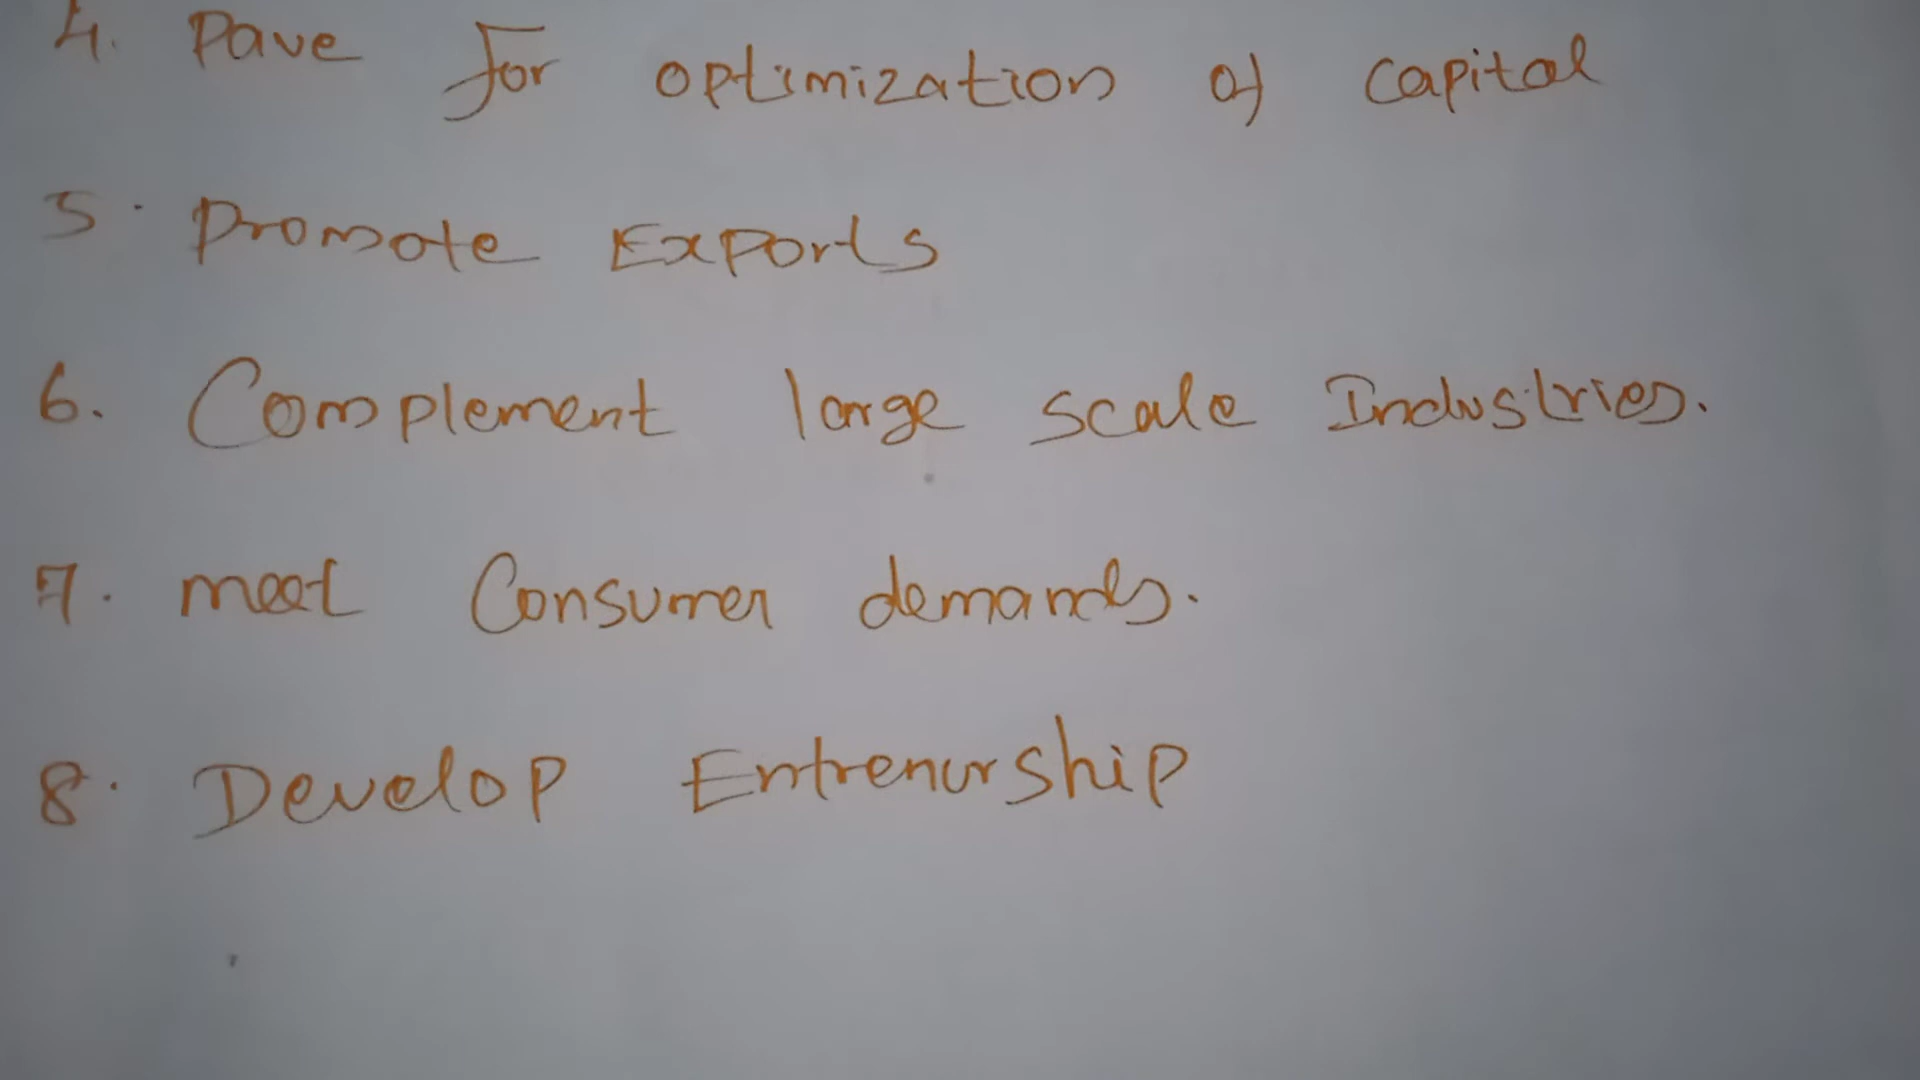 4. Pave for optimization of capital
5. Promote Exports
6. Complement large scale Industries.
7. meet Consumer demands.
8. Develop Entrenurship